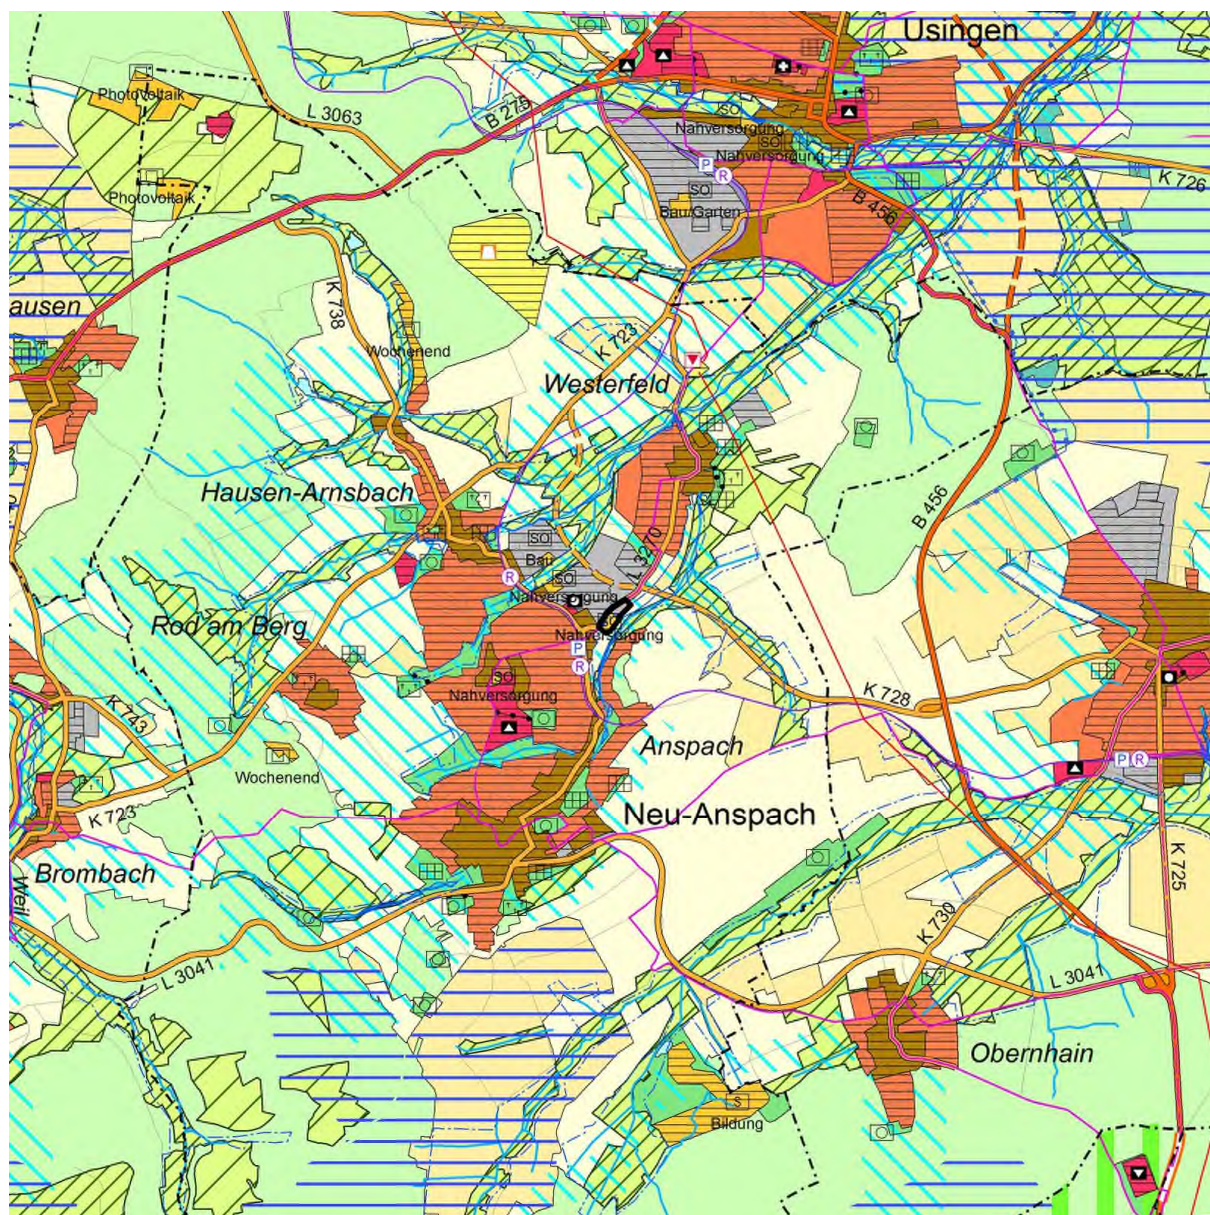 Usingen
Photovoltaik
L 3063
B 275
SO
Nahversorgung
SO
Nahversorgung
P
R
K 726
Photovoltaik
SO
Bau/Garten
B 456
ausen
K 738
Wochenend
K 723
Westerfeld
Hausen-Arnsbach
B 456
SO
Bau
L 3270
R
SO
Nahversorgung
Rod am Berg
Nahversorgung
P
R
SO
Nahversorgung
K 728
K 743
Anspach
Wochenend
P
R
K 723
Neu-Anspach
Brombach
K 725
Weil
K 730
L 3041
L 3041
Obernhain
S
Bildung